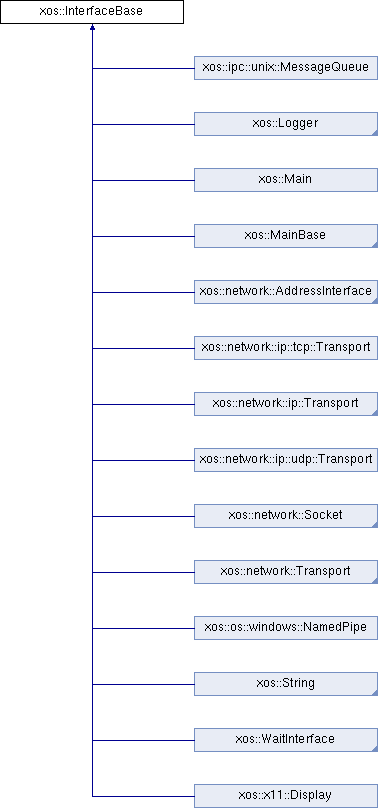 xos::InterfaceBase
xos::ipc::unix::MessageQueue
xos::Logger
xos::Main
xos::MainBase
xos::network::AddressInterface
xos::network::ip::tcp::Transport
xos::network::ip::Transport
xos::network::ip::udp::Transport
xos::network::Socket
xos::network::Transport
xos::os::windows::NamedPipe
xos::String
xos::WaitInterface
xos::x11::Display